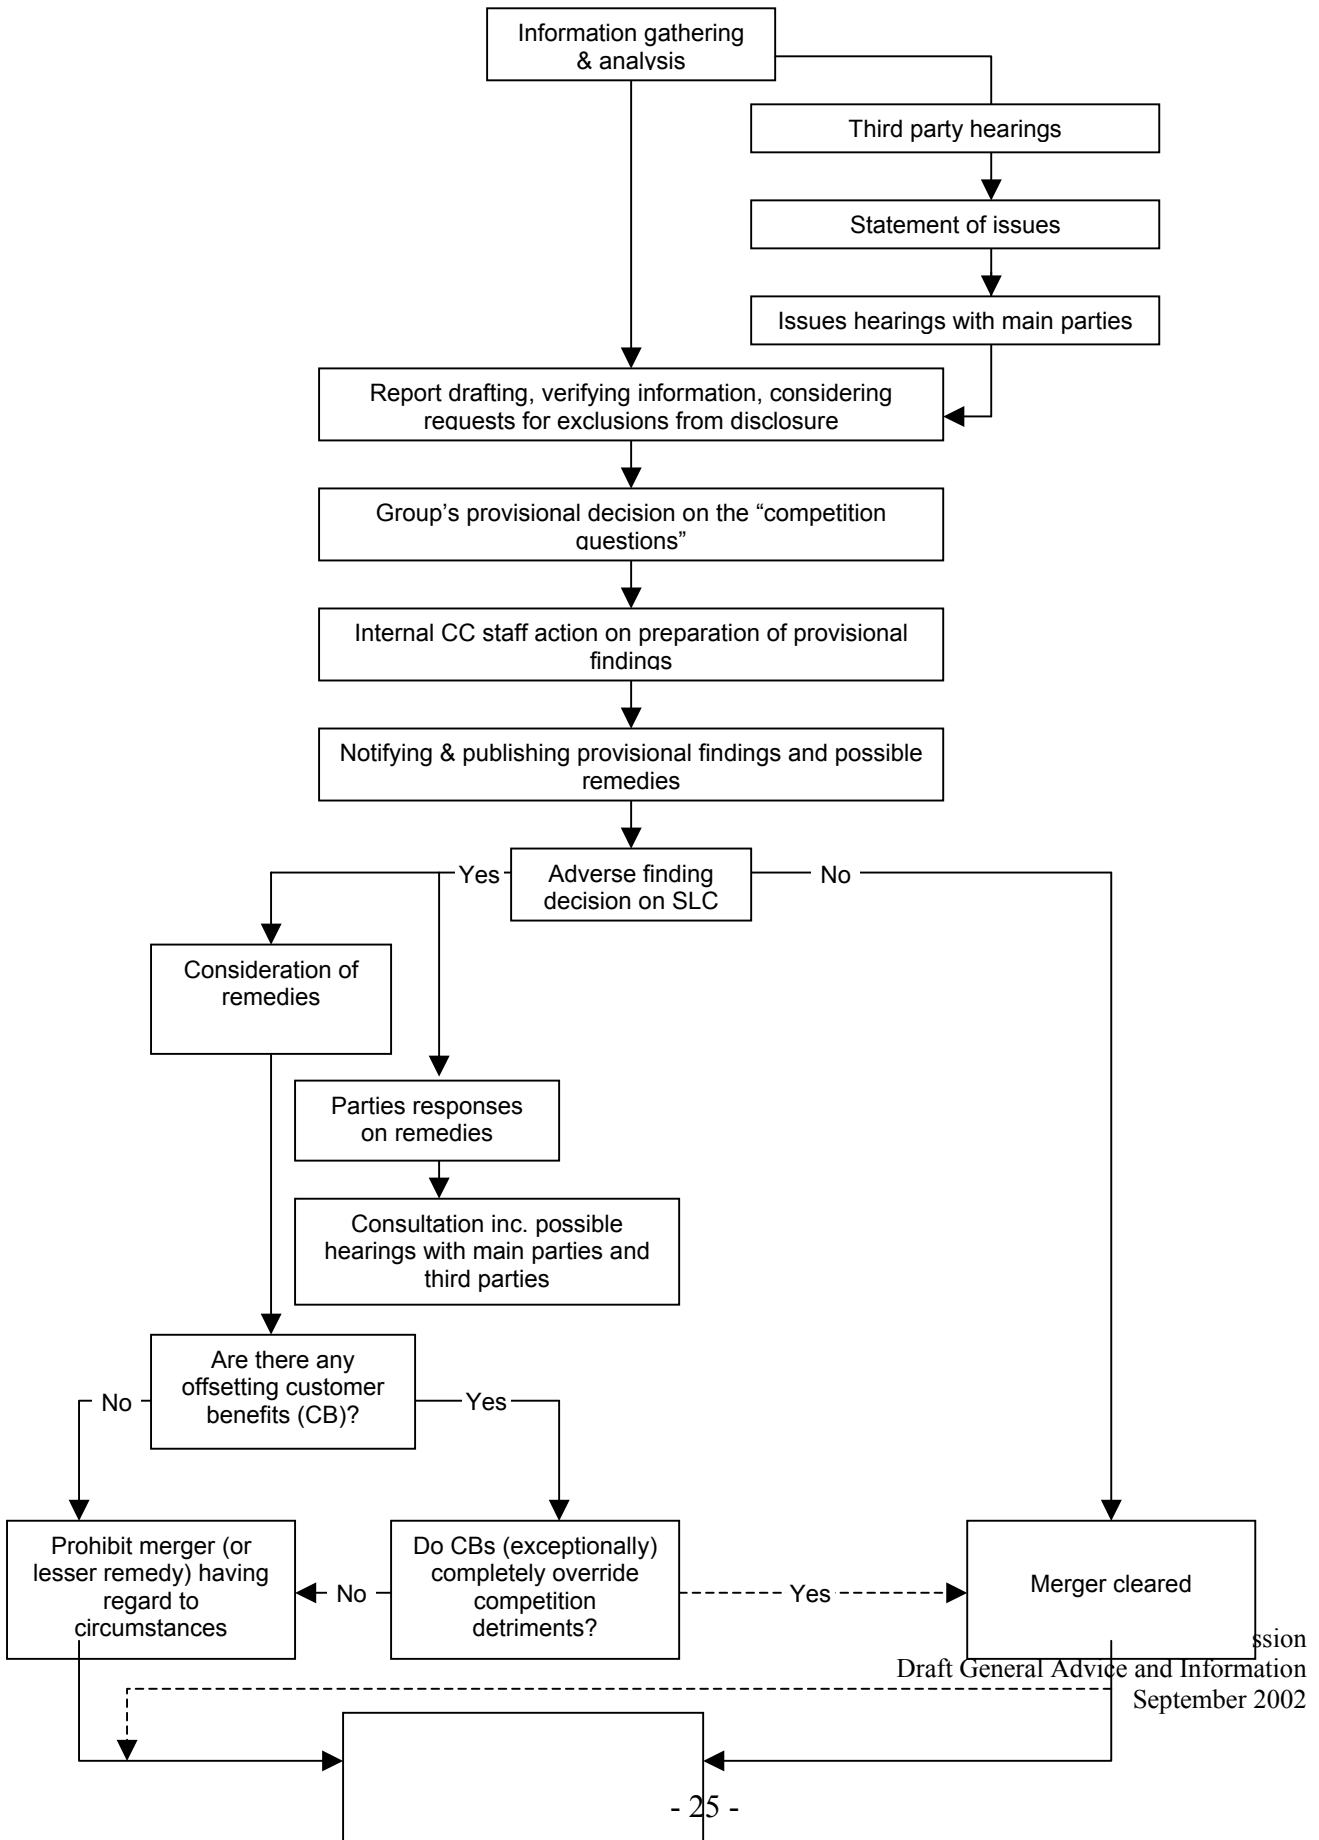 Information gathering
& analysis
Third party hearings
Statement of issues
Issues hearings with main parties
Report drafting, verifying information, considering
requests for exclusions from disclosure
Group’s provisional decision on the “competition
questions”
Internal CC staff action on preparation of provisional
findings
Notifying & publishing provisional findings and possible
remedies
Yes
Adverse finding
decision on SLC
No
Consideration of
remedies
Parties responses
on remedies
Consultation inc. possible
hearings with main parties and
third parties
Are there any
offsetting customer
benefits (CB)?
No
Yes
Prohibit merger (or
lesser remedy) having
regard to
circumstances
No
Do CBs (exceptionally)
completely override
competition
detriments?
Yes
Merger cleared
ssion
Draft General Advice and Information
September 2002
- 25 -